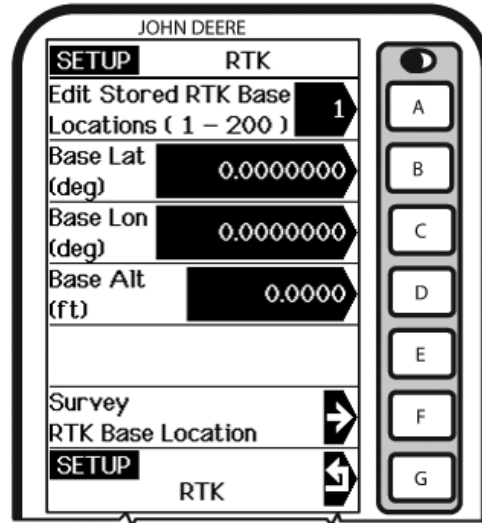 JOHN DEERE
SETUP RTK
Edit Stored RTK Base
Locations ( 1 – 200 ) 1
Base Lat
(deg) 0.0000000
Base Lon
(deg) 0.0000000
Base Alt
(ft) 0.0000
Survey
RTK Base Location
SETUP
RTK
A
B
C
D
E
F
G